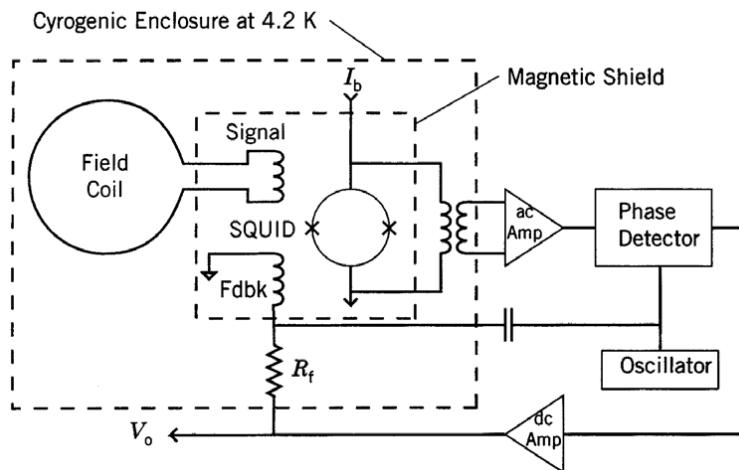 Cyrogenic Enclosure at 4.2 K
I_b
Magnetic Shield
Signal
Field
Coil
SQUID
ac
Amp
Phase
Detector
Fdbk
R_f
Oscillator
V_o
dc
Amp